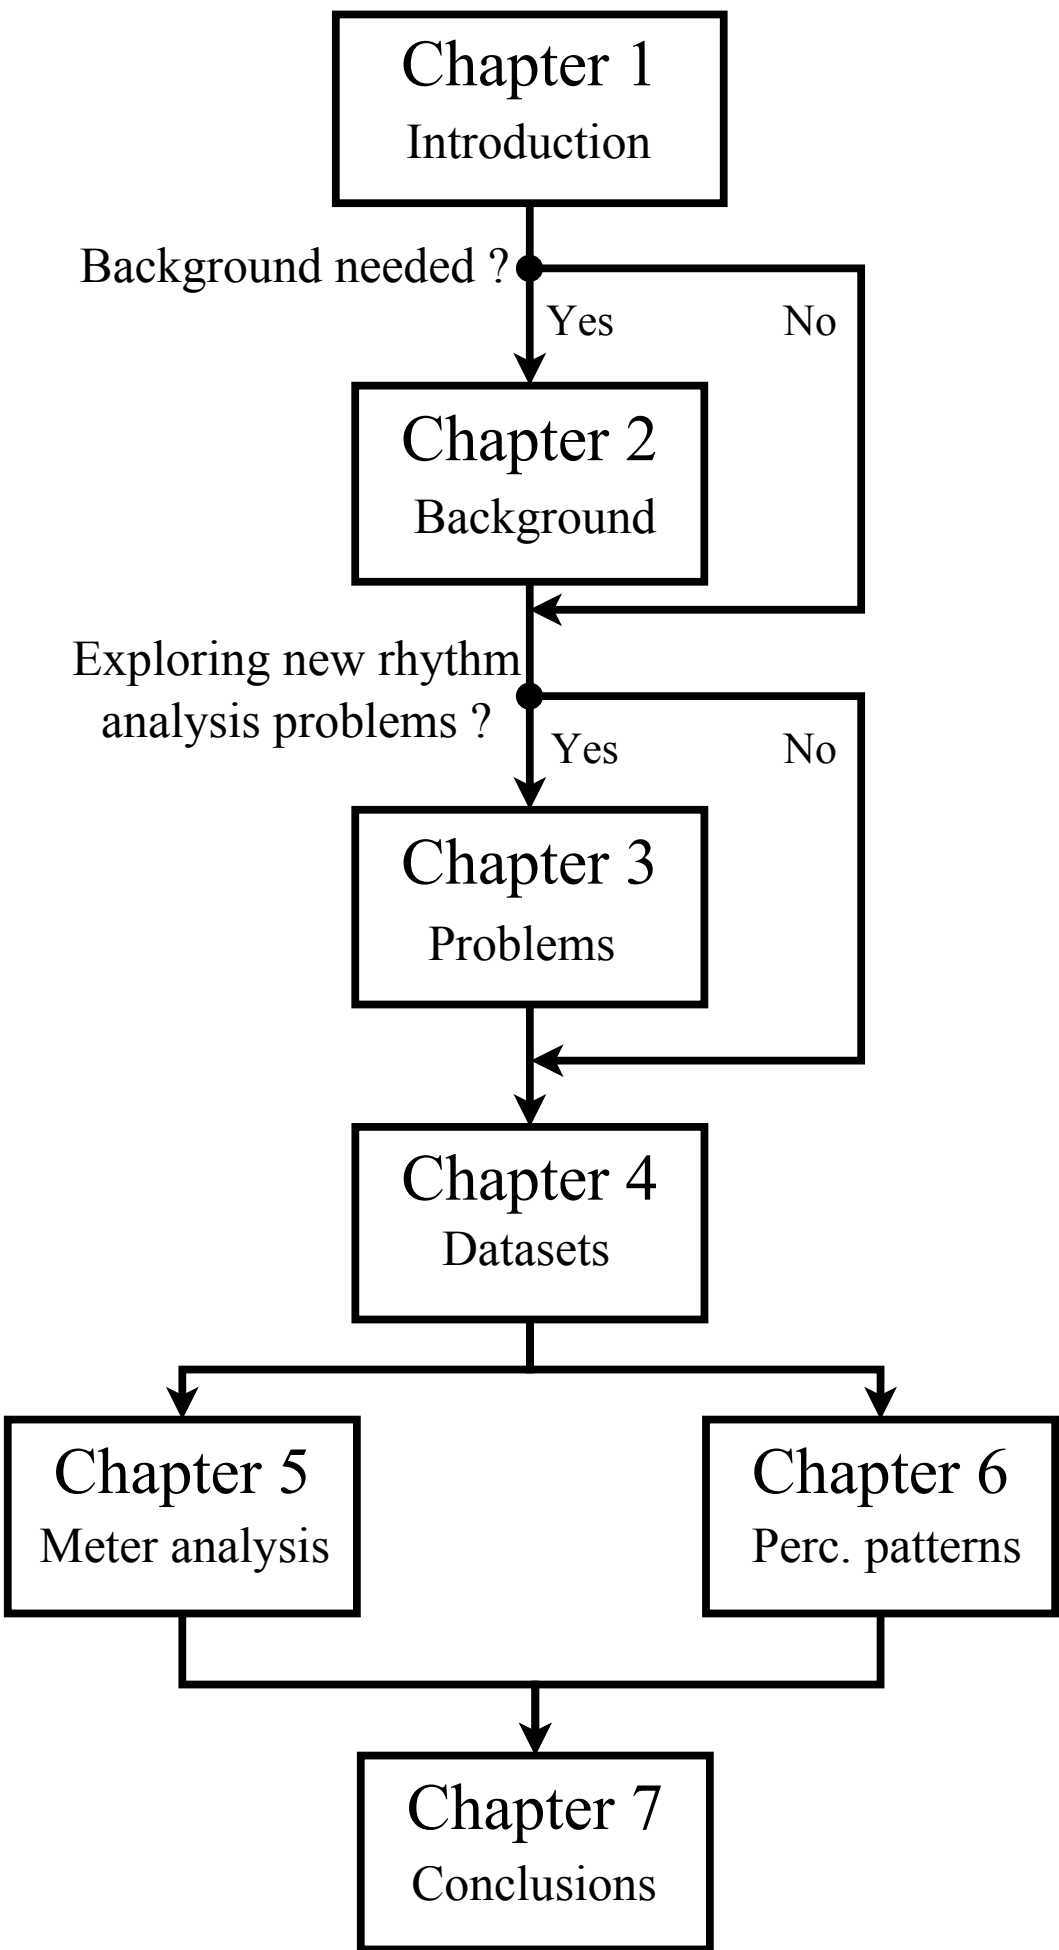 Chapter 1
Introduction
Background needed ?
Yes
No
Chapter 2
Background
Exploring new rhythm
analysis problems ?
Yes
No
Chapter 3
Problems
Chapter 4
Datasets
Chapter 5
Meter analysis
Chapter 6
Perc. patterns
Chapter 7
Conclusions